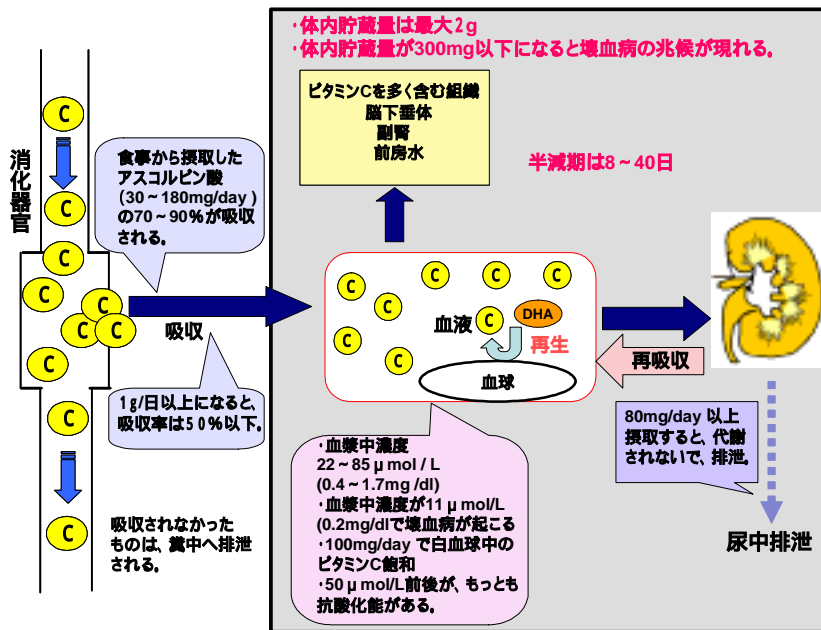 ・体内貯蔵量は最大2g
・体内貯蔵量が300mg以下になると壊血病の兆候が現れる。
ビタミンCを多く含む組織
脳下垂体
副腎
前房水
半減期は8～40日
消化器官
C
C
C
C
C
C
C
C
C
C
食事から摂取した
アスコルビン酸
(30～180mg/day )
の70～90%が吸収
される。
吸収
1g/日以上になると、
吸収率は50%以下。
吸収されなかった
ものは、糞中へ排泄
される。
C
C
C
C
C
C
C
C
血液
DHA
再生
血球
再吸収
80mg/day 以上
摂取すると、代謝
されないで、排泄。
尿中排泄
・血漿中濃度
22～85μmol / L
(0.4～1.7mg /dl)
・血漿中濃度が11μmol/L
(0.2mg/dlで壊血病が起こる
・100mg/day で白血球中の
ビタミンC飽和
・50μmol/L前後が、もっとも
抗酸化能がある。